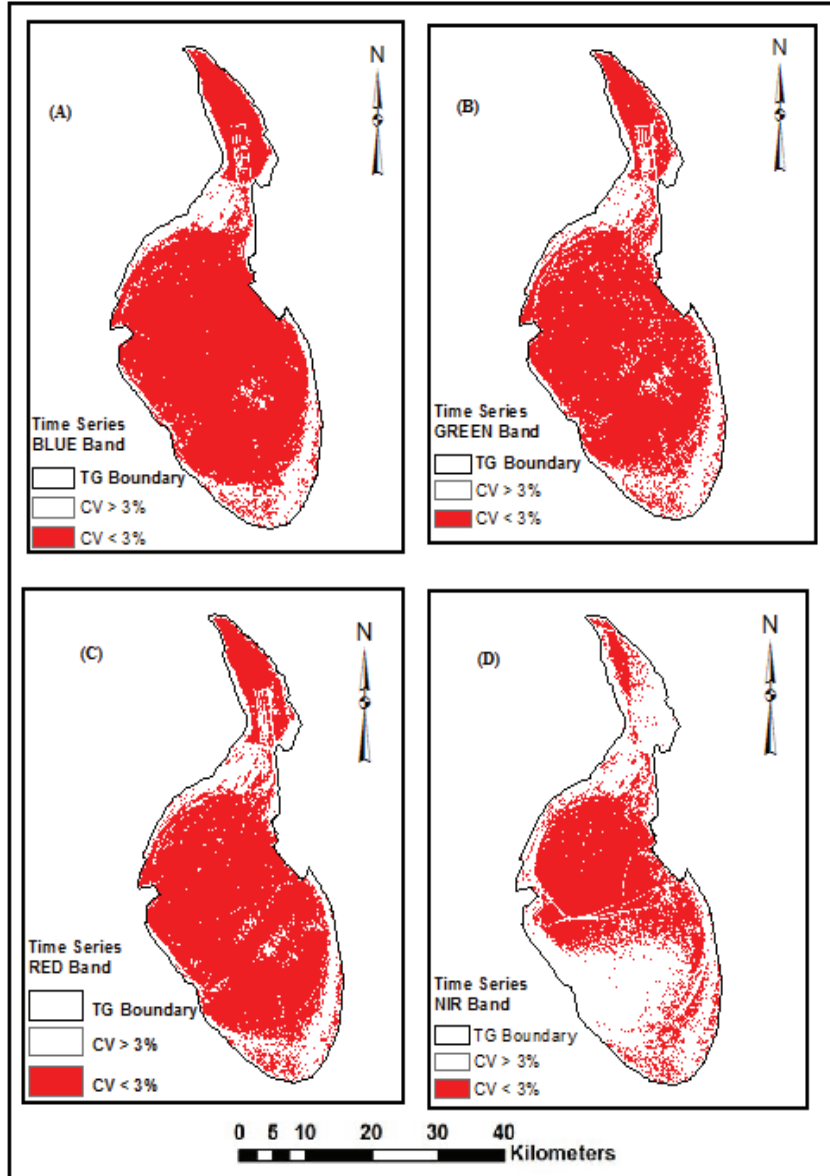 (A)
N
Time Series
BLUE Band
TG Boundary
CV > 3%
CV < 3%
(B)
N
Time Series
GREEN Band
TG Boundary
CV > 3%
CV < 3%
(C)
N
Time Series
RED Band
TG Boundary
CV > 3%
CV < 3%
(D)
N
Time Series
NIR Band
TG Boundary
CV > 3%
CV < 3%
0 5 10 20 30 40
Kilometers